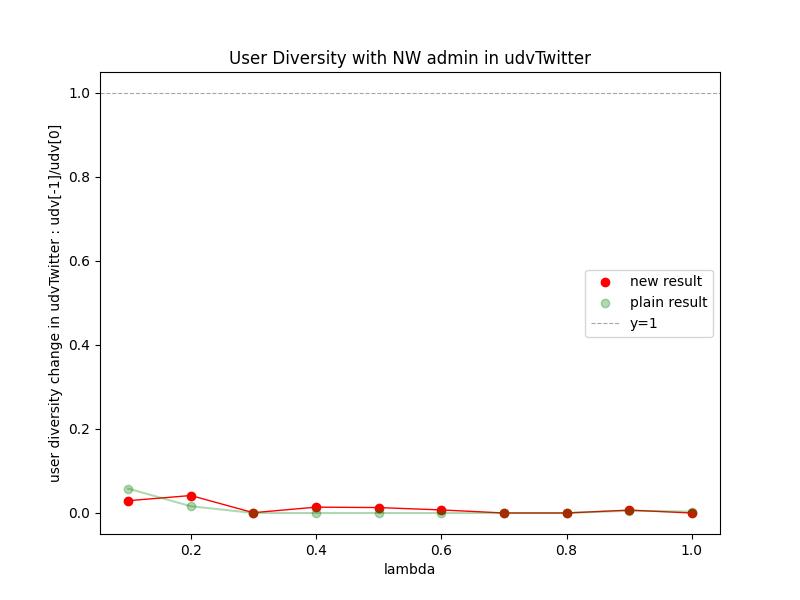 User Diversity with NW admin in udvTwitter
user diversity change in udvTwitter : udv[-1]/udv[0]
1.0
0.8
0.6
0.4
0.2
0.0
new result
plain result
y=1
0.2 0.4 0.6 0.8 1.0
lambda